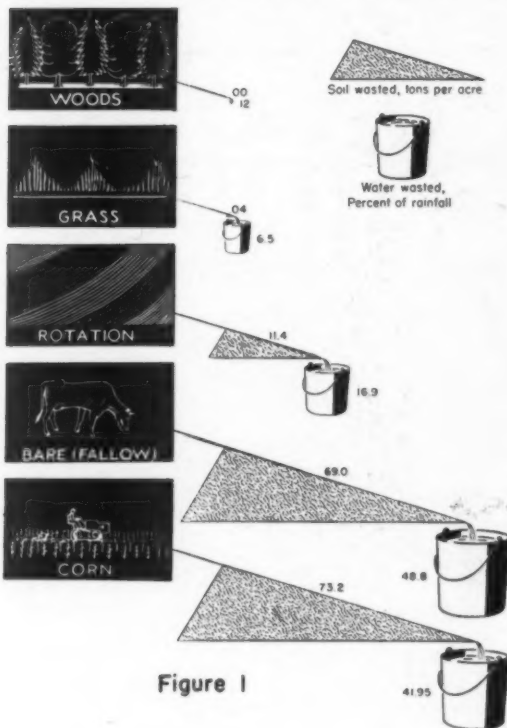 WOODS
00
12
Soil wasted, tons per acre
Water wasted,
Percent of rainfall
GRASS
04
6.5
ROTATION
11.4
16.9
BARE (FALLOW)
69.0
48.8
CORN
73.2
41.95
Figure 1